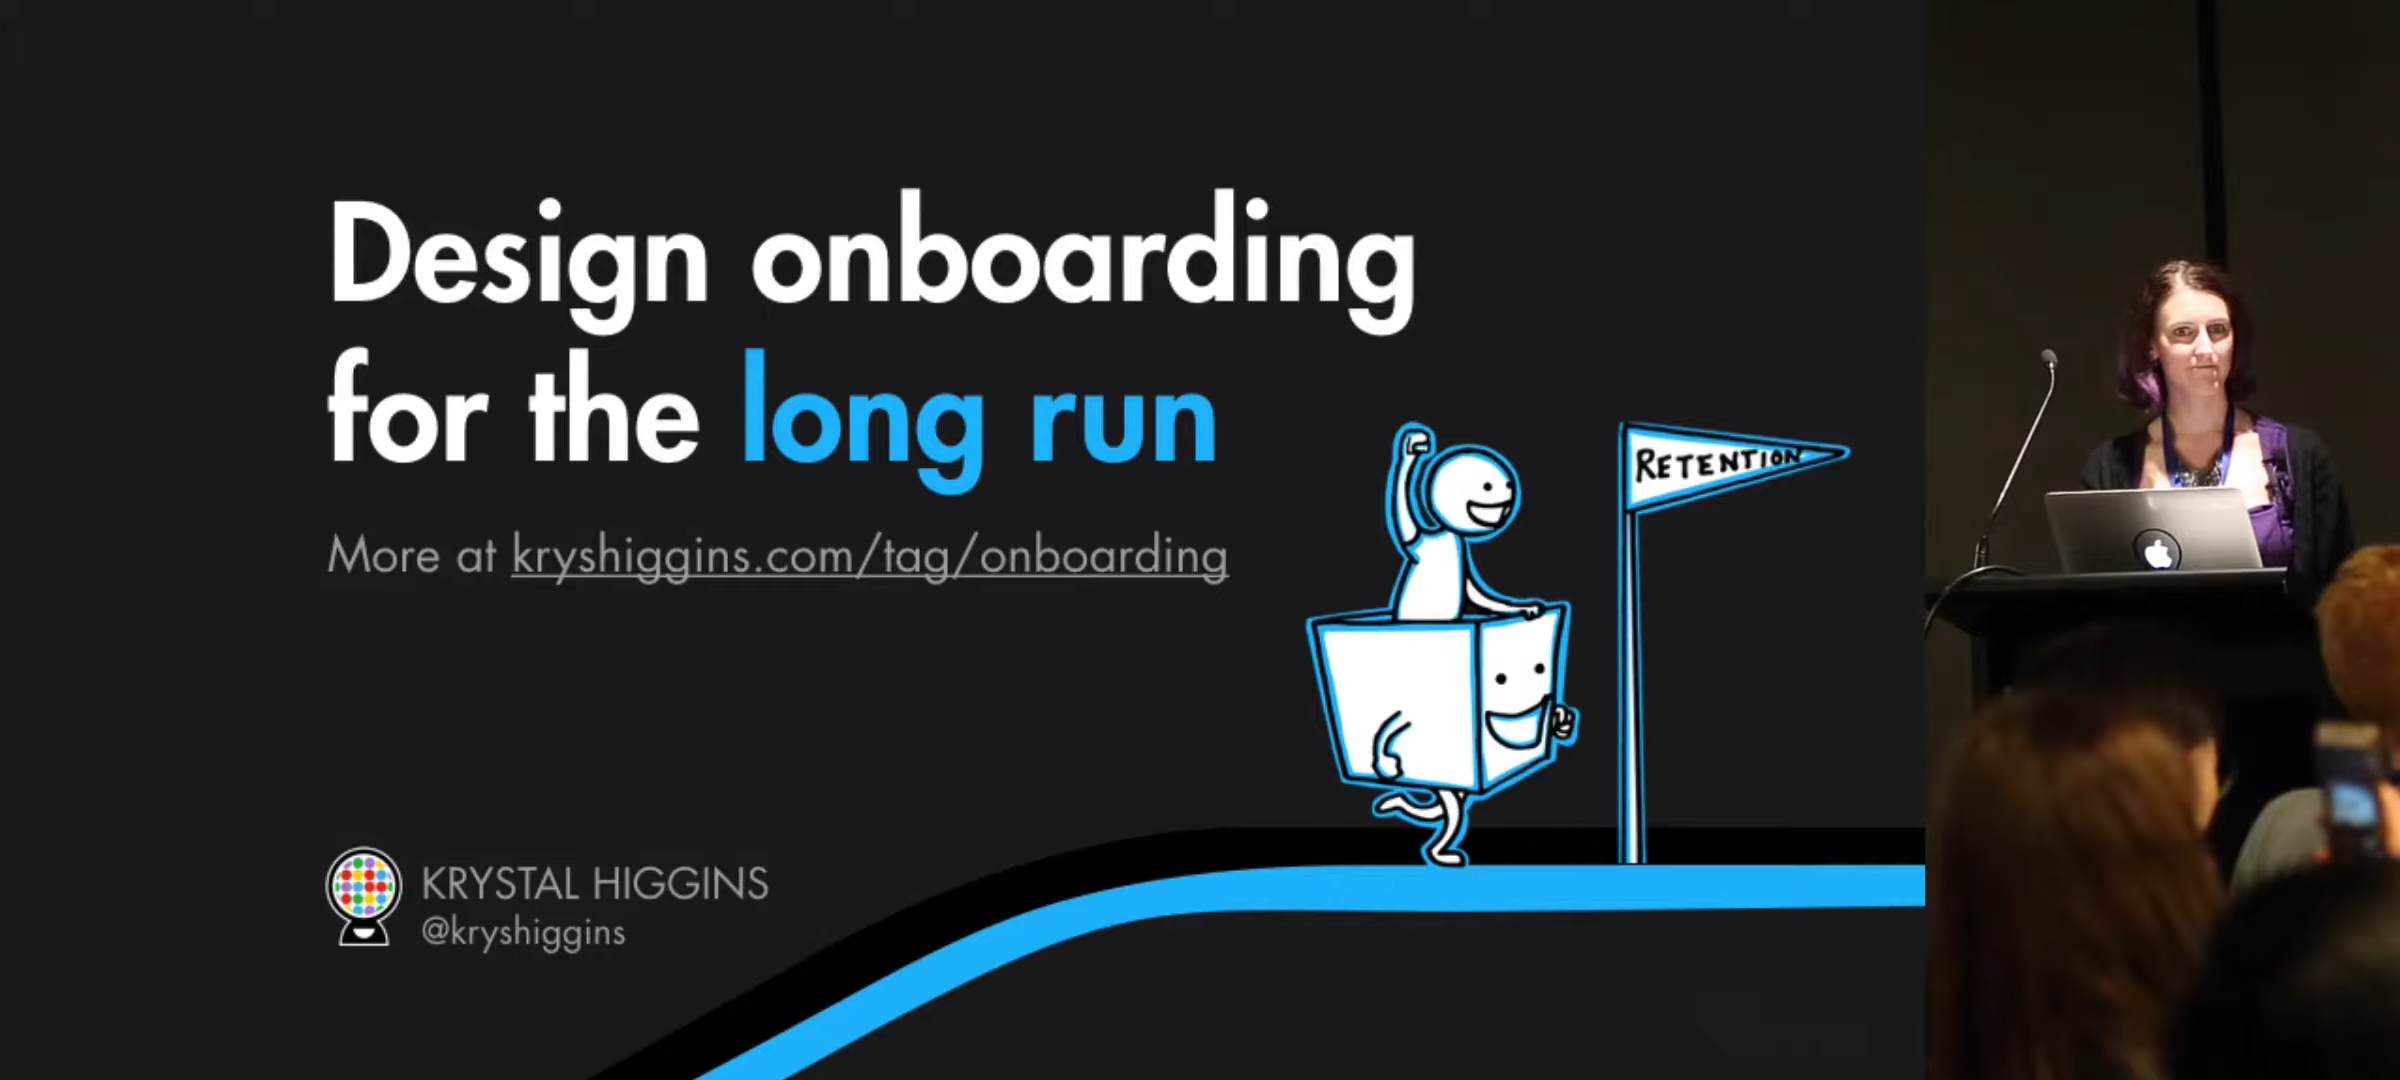 Design onboarding
for the long run
More at kryshiggins.com/tag/onboarding
RETENTION
KRYSTAL HIGGINS
@kryshiggins